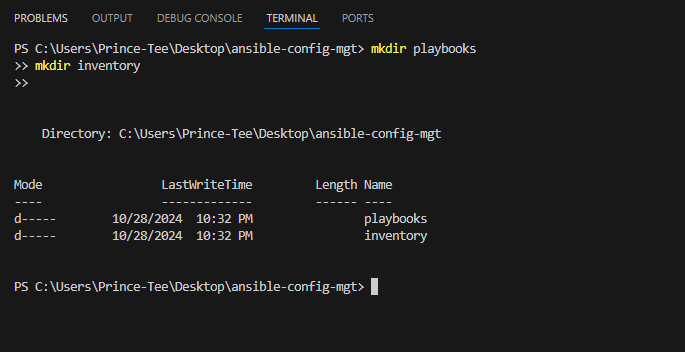 PROBLEMS OUTPUT DEBUG CONSOLE TERMINAL PORTS
PS C:\Users\Prince-Tee\Desktop\ansible-config-mgt> mkdir playbooks
>> mkdir inventory
>>
Directory: C:\Users\Prince-Tee\Desktop\ansible-config-mgt
Mode LastWriteTime Length Name
---- ------------- ------ ----
d----- 10/28/2024 10:32 PM playbooks
d----- 10/28/2024 10:32 PM inventory
PS C:\Users\Prince-Tee\Desktop\ansible-config-mgt>